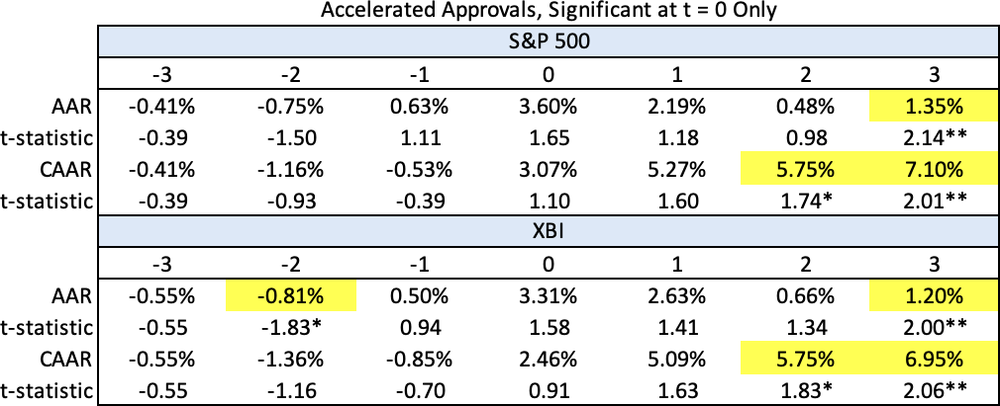 Accelerated Approvals, Significant at t = 0 Only
S&P 500
-3 -2 -1 0 1 2 3
AAR -0.41% -0.75% 0.63% 3.60% 2.19% 0.48% 1.35%
t-statistic -0.39 -1.50 1.11 1.65 1.18 0.98 2.14**
CAAR -0.41% -1.16% -0.53% 3.07% 5.27% 5.75% 7.10%
t-statistic -0.39 -0.93 -0.39 1.10 1.60 1.74* 2.01**
XBI
-3 -2 -1 0 1 2 3
AAR -0.55% -0.81% 0.50% 3.31% 2.63% 0.66% 1.20%
t-statistic -0.55 -1.83* 0.94 1.58 1.41 1.34 2.00**
CAAR -0.55% -1.36% -0.85% 2.46% 5.09% 5.75% 6.95%
t-statistic -0.55 -1.16 -0.70 0.91 1.63 1.83* 2.06**